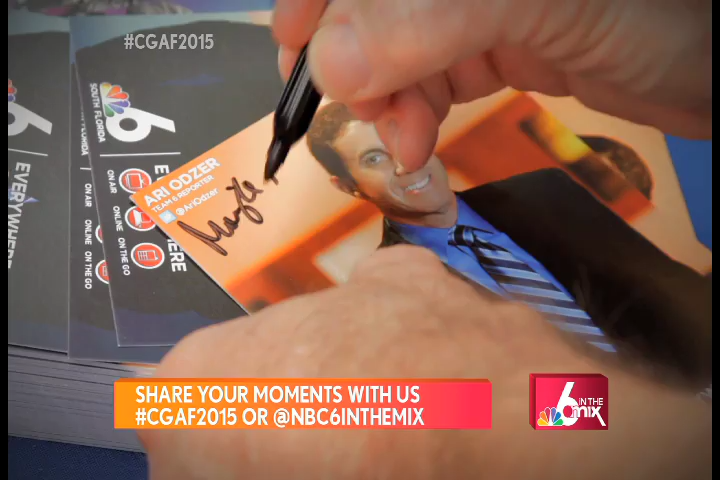 #CGAF2015
SOUTH FLORIDA
6
EVERYWHERE
ON AIR
ONLINE
ON THE GO
ARI ODZER
TEAM 6 REPORTER
@AriOdzer
SHARE YOUR MOMENTS WITH US
#CGAF2015 OR @NBC6INTHEMIX
6 IN THE
mix